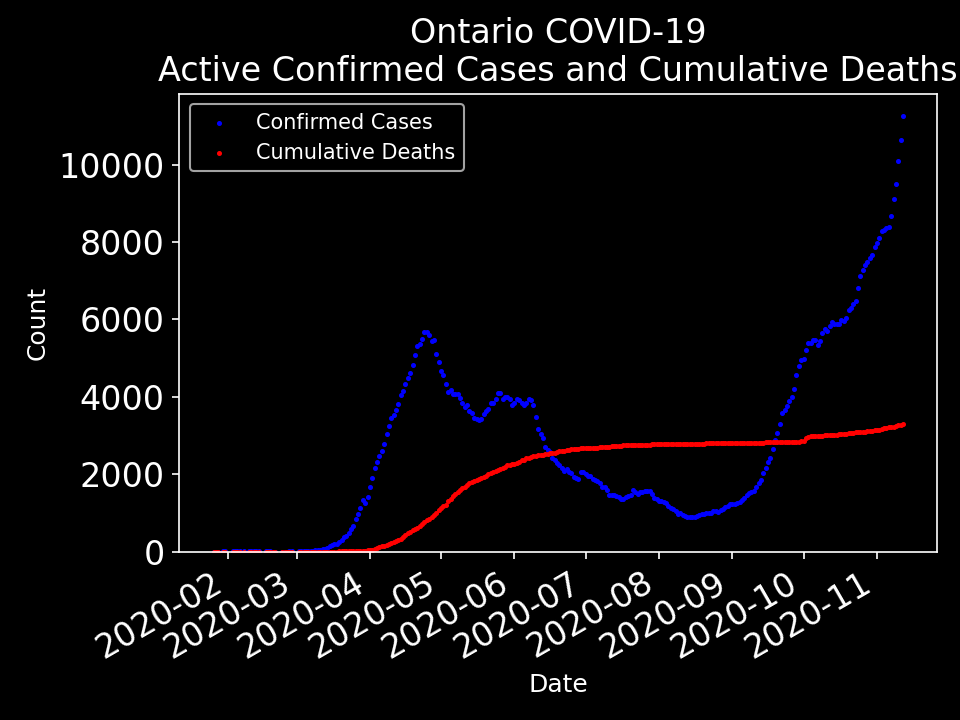 Ontario COVID-19
Active Confirmed Cases and Cumulative Deaths
Confirmed Cases
Cumulative Deaths
10000
8000
6000
4000
2000
0
Count
2020-02
2020-03
2020-04
2020-05
2020-06
2020-07
2020-08
2020-09
2020-10
2020-11
Date